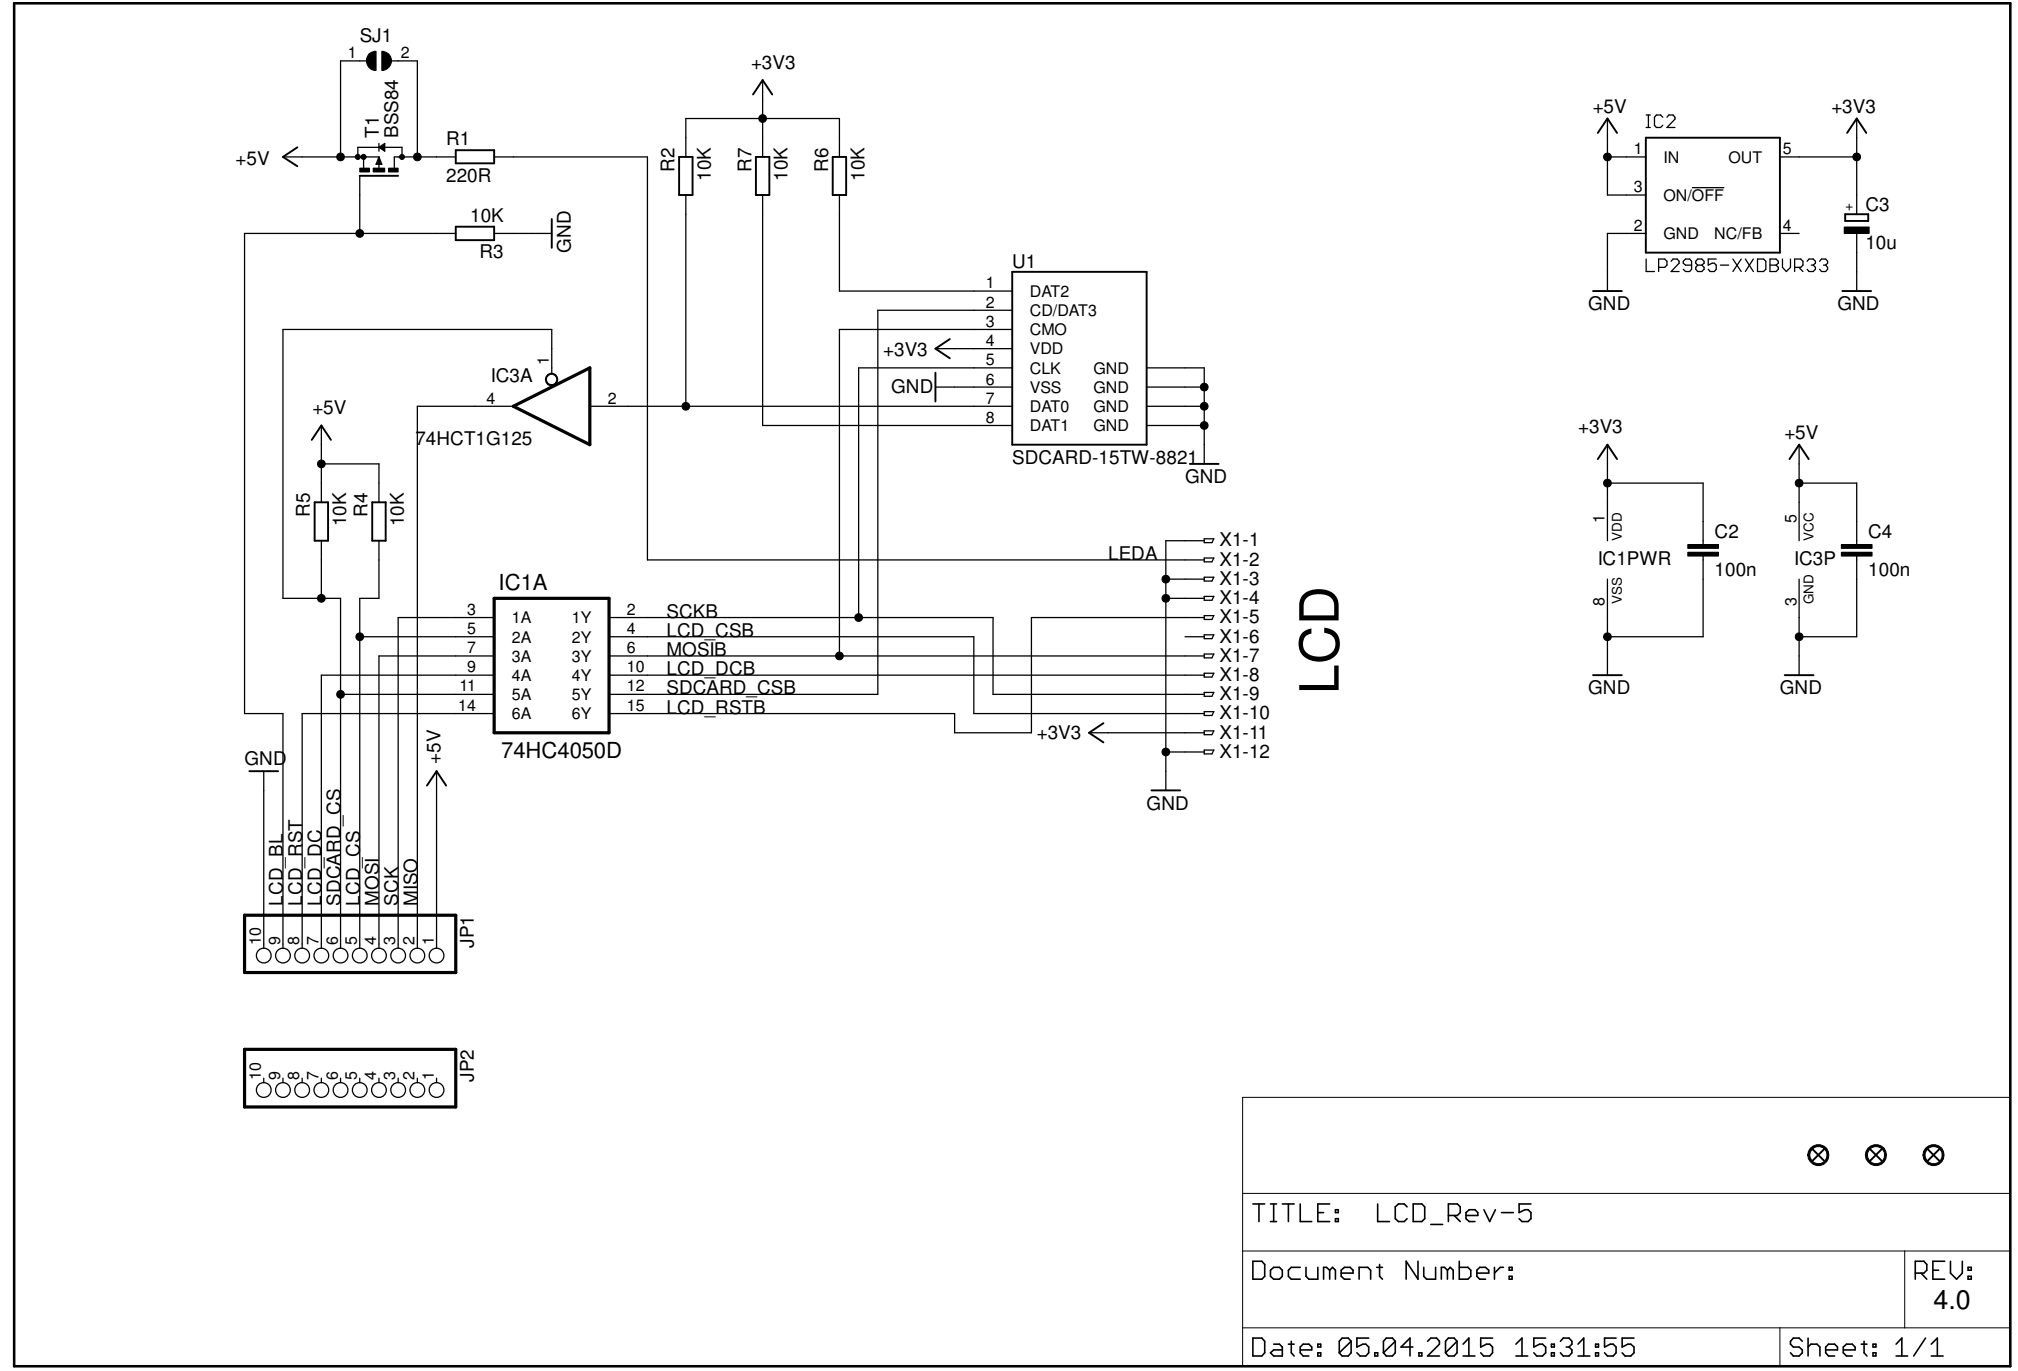 SJ1
1 2
T1
BSS84
+5V
R1
220R
10K
R3
GND
+3V3
R2
10K
R7
10K
R6
10K
U1
1 DAT2
2 CD/DAT3
3 CMO
+3V3 4 VDD
5 CLK GND
GND 6 VSS GND
7 DAT0 GND
8 DAT1 GND
SDCARD-15TW-8821
GND
IC3A
1
4 2
74HCT1G125
+5V
R5
10K
R4
10K
IC1A
3 1A 1Y 2 SCKB
5 2A 2Y 4 LCD_CSB
7 3A 3Y 6 MOSIB
9 4A 4Y 10 LCD_DCB
11 5A 5Y 12 SDCARD_CSB
14 6A 6Y 15 LCD_RSTB
74HC4050D
LEDA
X1-1
X1-2
X1-3
X1-4
X1-5
X1-6
X1-7
X1-8
X1-9
X1-10
+3V3 X1-11
X1-12
GND
LCD
+5V
IC2
+3V3
1 IN OUT 5
3 ON/OFF
2 GND NC/FB 4
LP2985-XXDBVR33
C3
+
10u
GND
GND
+3V3
1 VDD
IC1PWR
8 VSS
C2
100n
GND
+5V
5 VCC
IC3P
3 GND
C4
100n
GND
GND
LCD_BL
LCD_RST
LCD_DC
SDCARD_CS
LCD_CS
MOSI
SCK
MISO
+5V
10 9 8 7 6 5 4 3 2 1
JP1
10 9 8 7 6 5 4 3 2 1
JP2
TITLE: LCD_Rev-5
Document Number:
REV:
4.0
Date: 05.04.2015 15:31:55
Sheet: 1/1